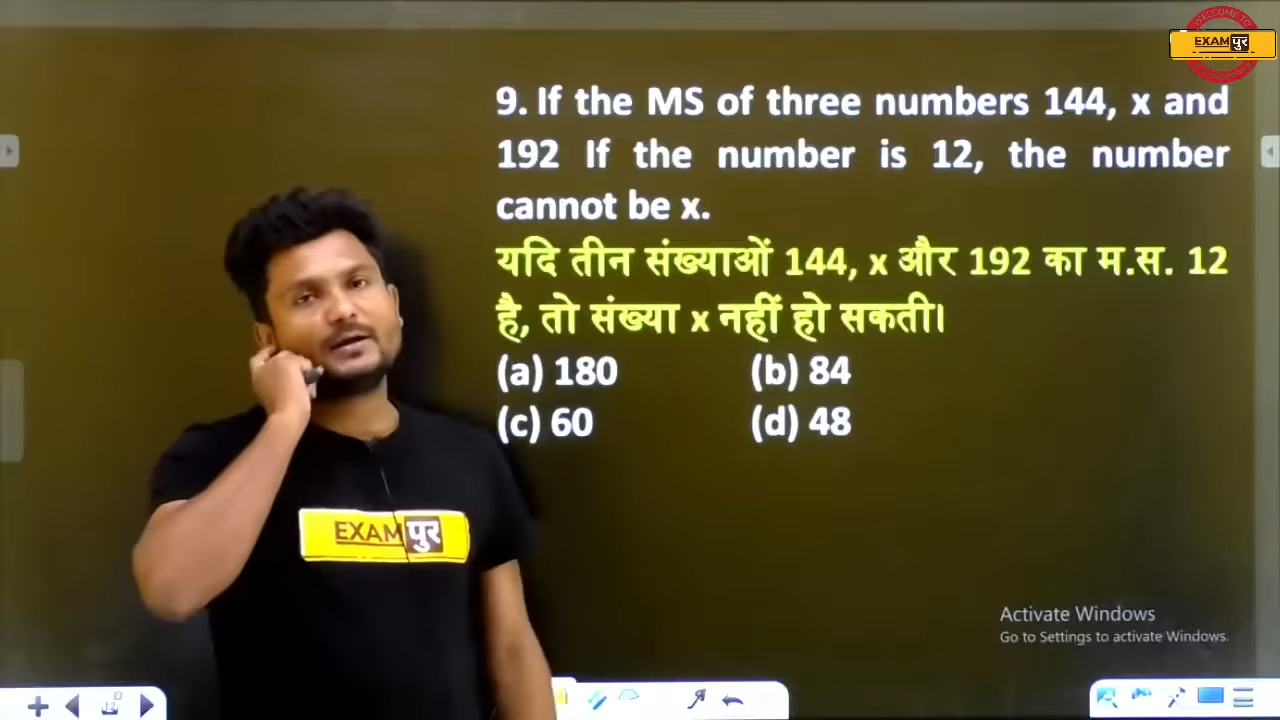 WELCOME TO
EXAMपुर
9. If the MS of three numbers 144, x and
192 If the number is 12, the number
cannot be x.
यदि तीन संख्याओं 144, x और 192 का म.स. 12
है, तो संख्या x नहीं हो सकती।
(a) 180 (b) 84
(c) 60 (d) 48
EXAMपुर
Activate Windows
Go to Settings to activate Windows.